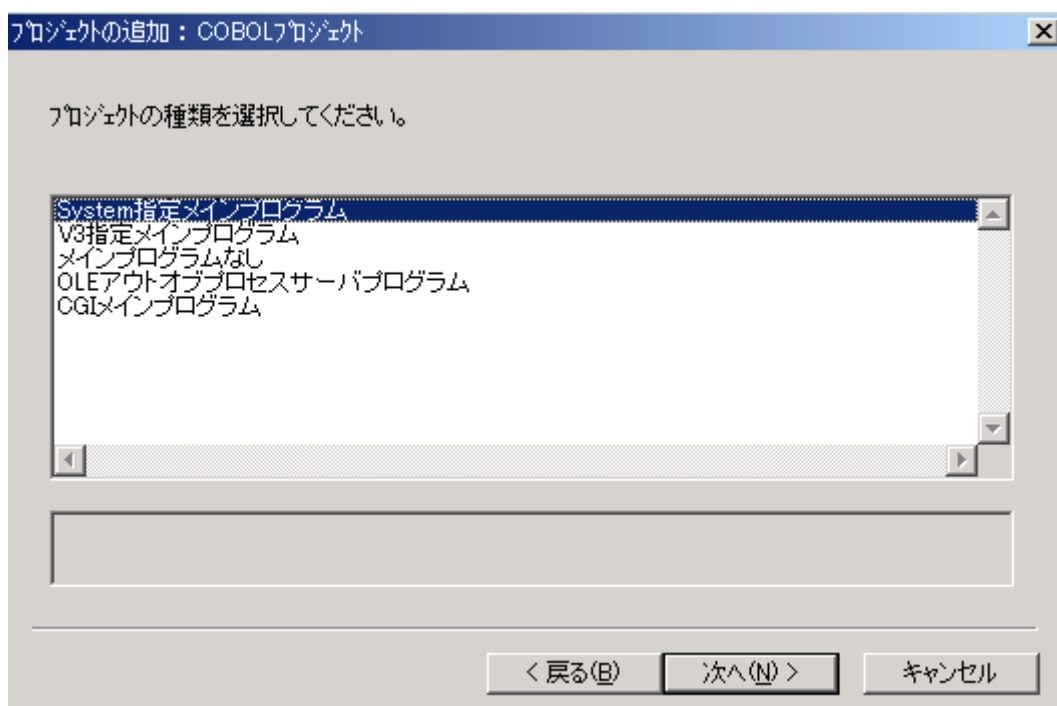 プロジェクトの追加 : COBOLプロジェクト
プロジェクトの種類を選択してください。
System指定メインプログラム
V3指定メインプログラム
メインプログラムなし
OLEアウトオブプロセスサーバプログラム
CGIメインプログラム
< 戻る(B)
次へ(N) >
キャンセル